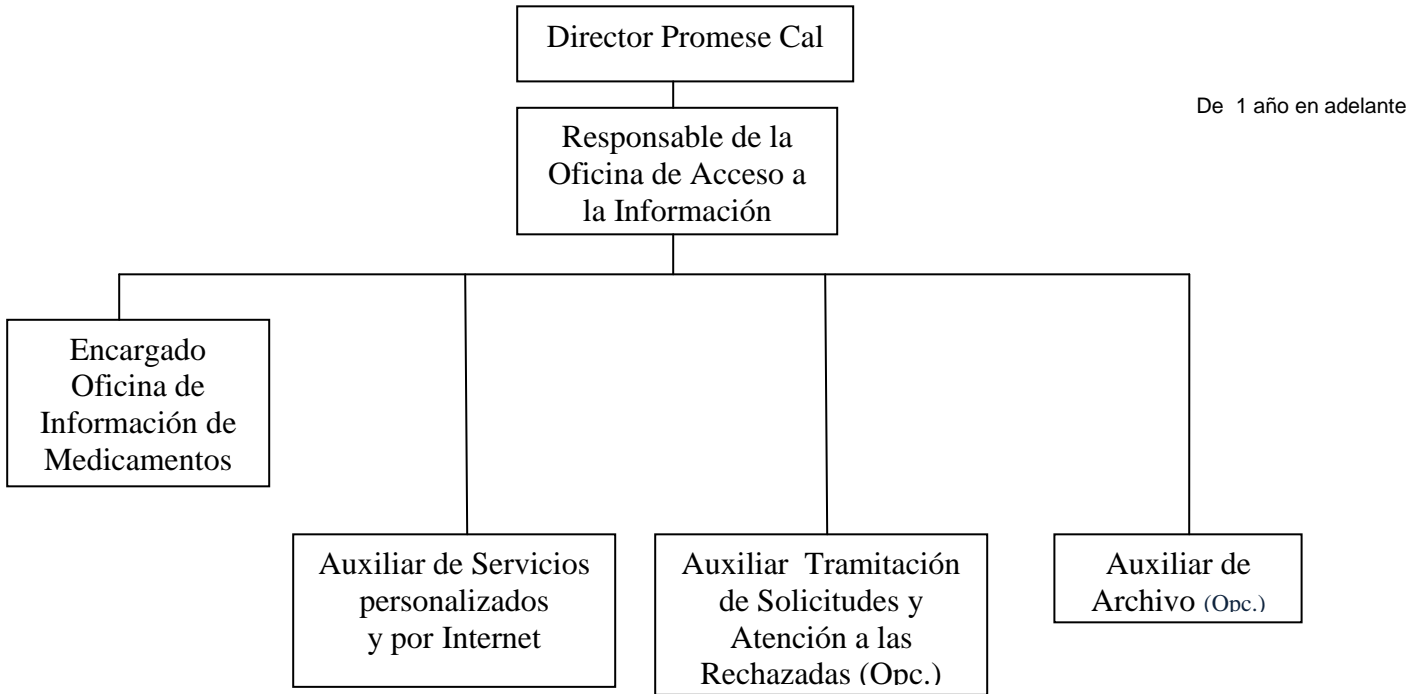 Director Promese Cal
De 1 año en adelante
Responsable de la
Oficina de Acceso a
la Información
Encargado
Oficina de
Información de
Medicamentos
Auxiliar de Servicios
personalizados
y por Internet
Auxiliar Tramitación
de Solicitudes y
Atención a las
Rechazadas (Opc.)
Auxiliar de
Archivo (Opc.)